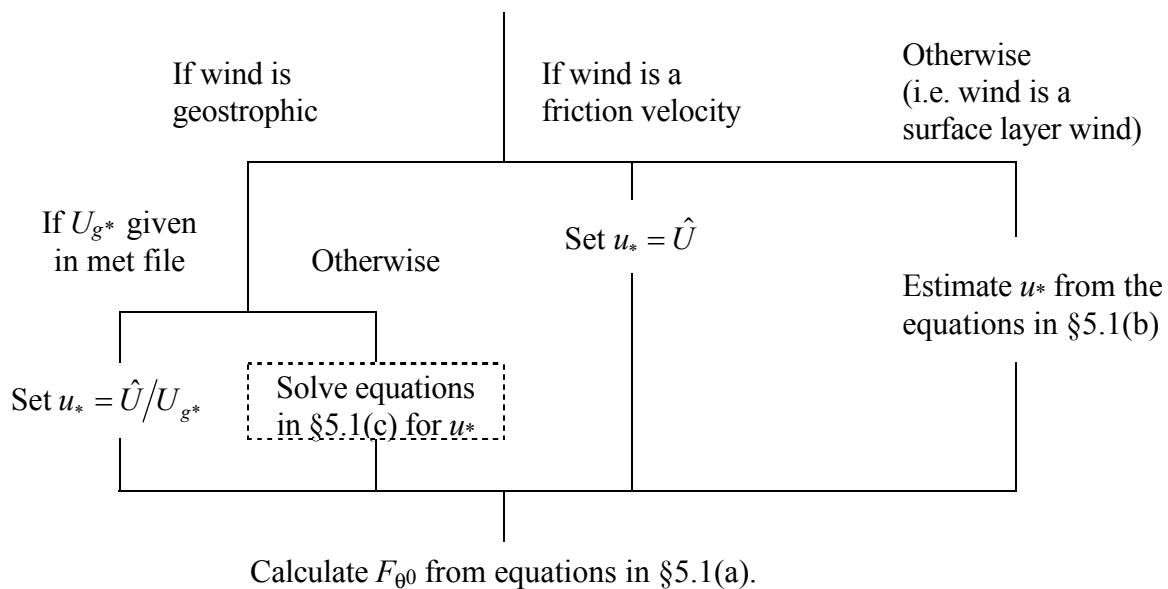 If wind is
geostrophic
If wind is a
friction velocity
Otherwise
(i.e. wind is a
surface layer wind)
If U_{g*} given
in met file
Otherwise
Set u_* = Û
Estimate u* from the
equations in §5.1(b)
Set u_* = Û/U_{g*}
Solve equations
in §5.1(c) for u*
Calculate F_{θ0} from equations in §5.1(a).